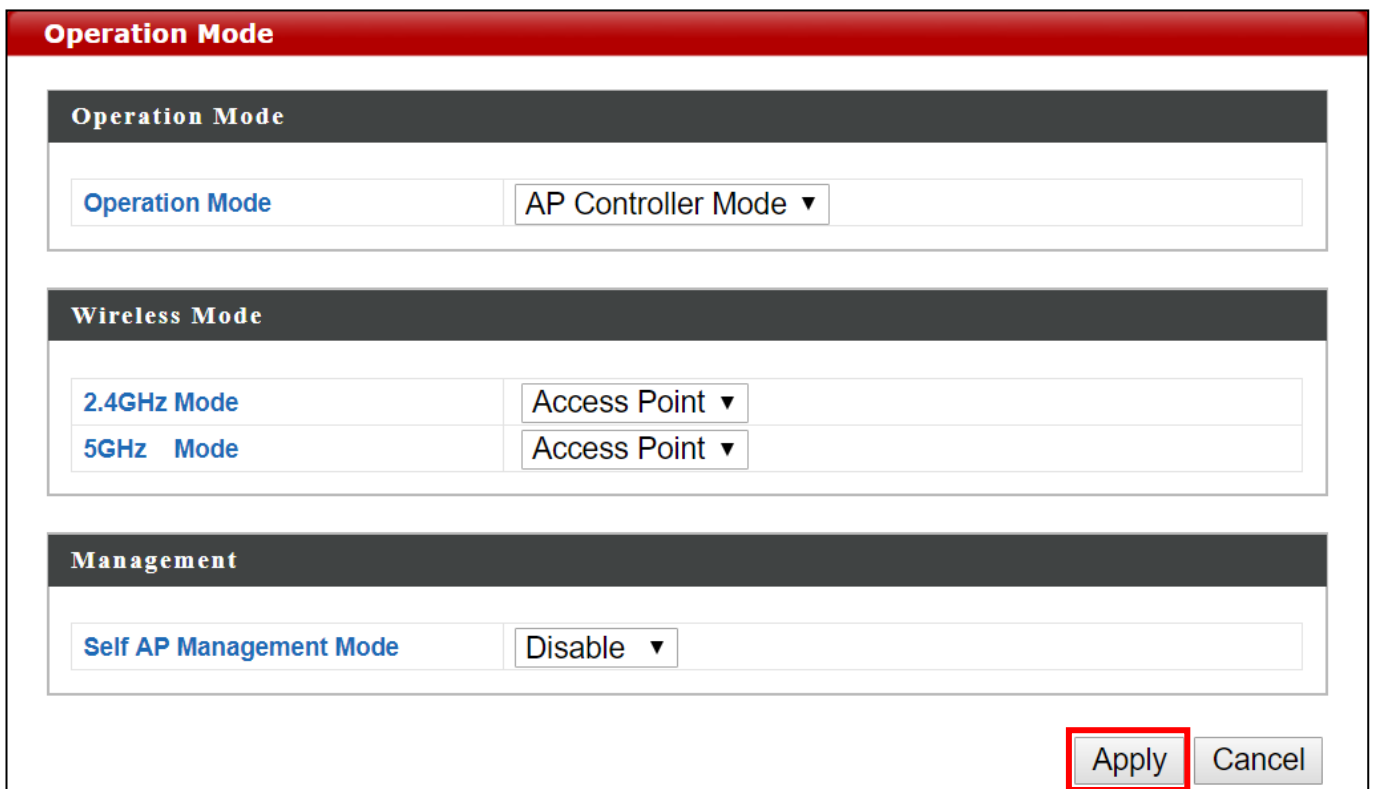 Operation Mode
Operation Mode
Operation Mode AP Controller Mode
Wireless Mode
2.4GHz Mode Access Point
5GHz Mode Access Point
Management
Self AP Management Mode Disable
Apply Cancel